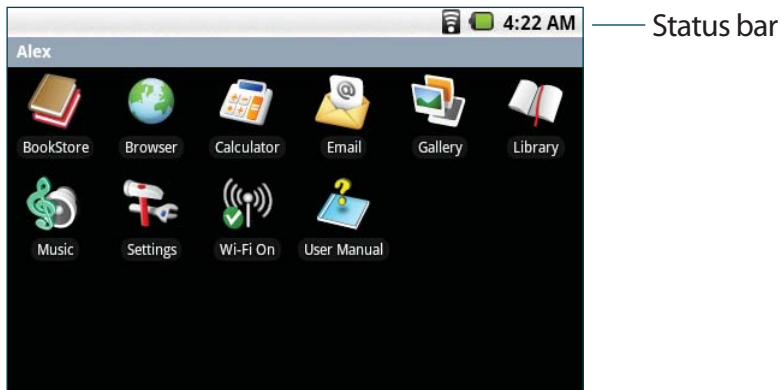 4:22 AM
Status bar
Alex
BookStore Browser Calculator Email Gallery Library
Music Settings Wi-Fi On User Manual